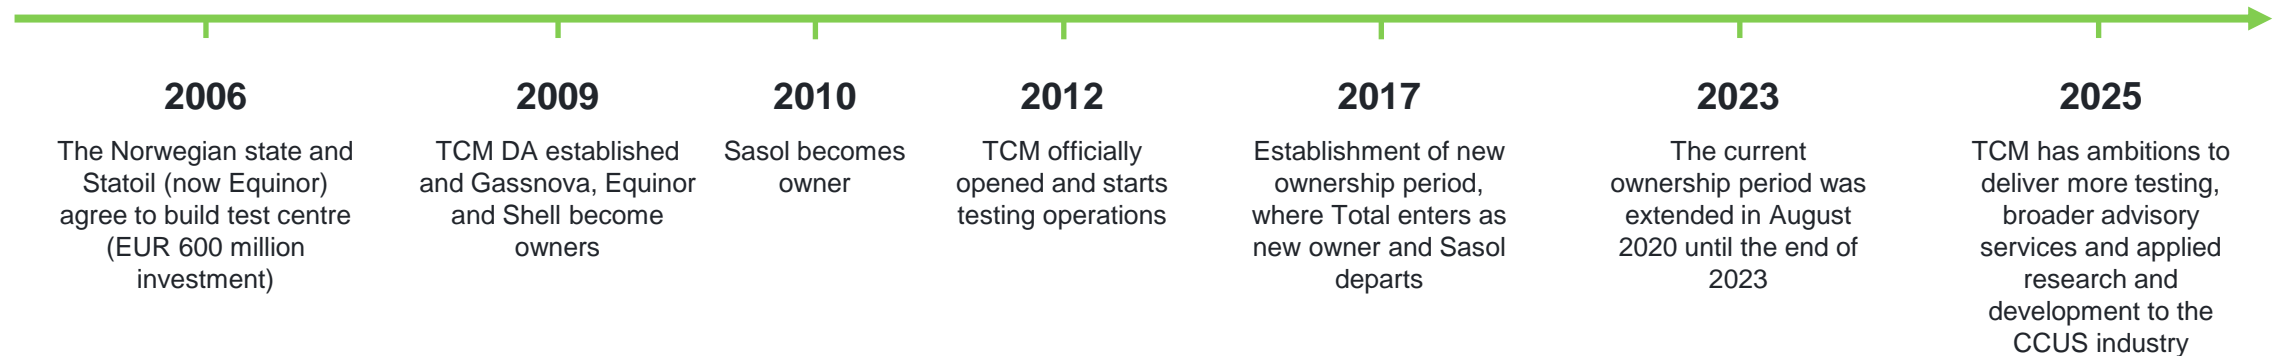 2006
The Norwegian state and
Statoil (now Equinor)
agree to build test centre
(EUR 600 million
investment)
2009
TCM DA established
and Gassnova, Equinor
and Shell become
owners
2010
Sasol becomes
owner
2012
TCM officially
opened and starts
testing operations
2017
Establishment of new
ownership period,
where Total enters as
new owner and Sasol
departs
2023
The current
ownership period was
extended in August
2020 until the end of
2023
2025
TCM has ambitions to
deliver more testing,
broader advisory
services and applied
research and
development to the
CCUS industry